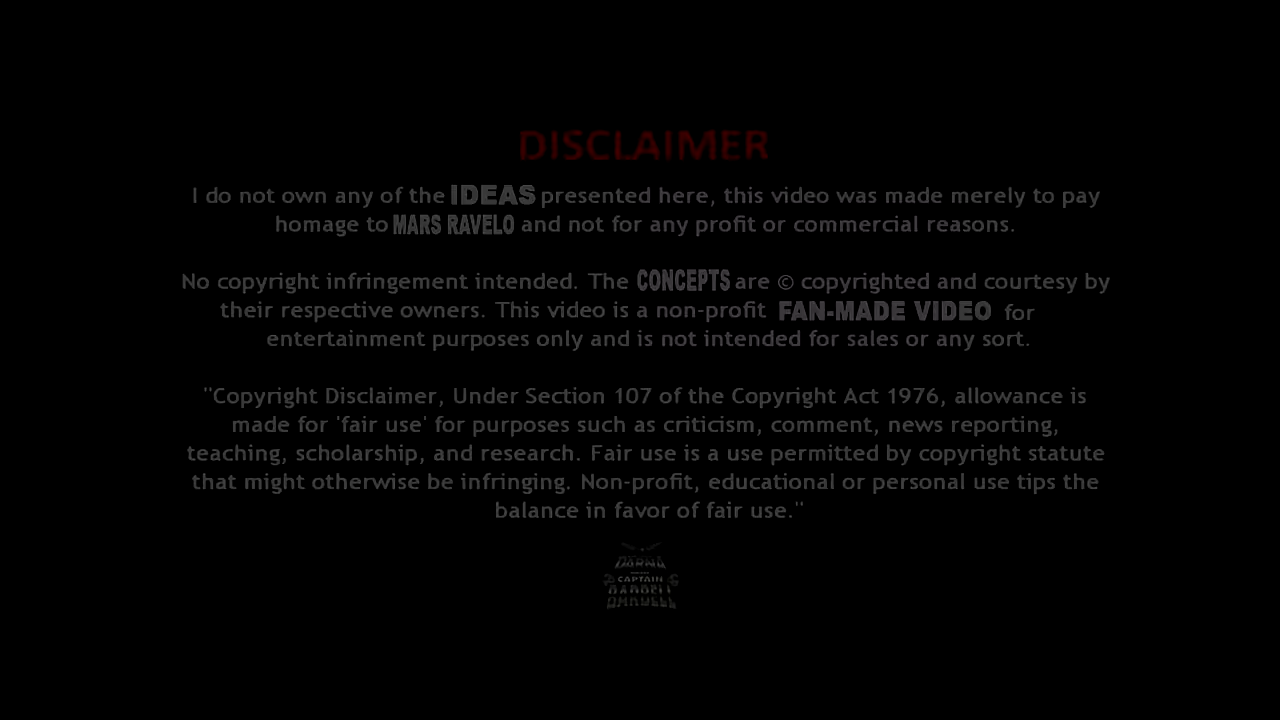 DISCLAIMER
I do not own any of the IDEAS presented here, this video was made merely to pay
homage to MARS RAVELO and not for any profit or commercial reasons.
No copyright infringement intended. The CONCEPTS are © copyrighted and courtesy by
their respective owners. This video is a non-profit FAN-MADE VIDEO for
entertainment purposes only and is not intended for sales or any sort.
"Copyright Disclaimer, Under Section 107 of the Copyright Act 1976, allowance is
made for 'fair use' for purposes such as criticism, comment, news reporting,
teaching, scholarship, and research. Fair use is a use permitted by copyright statute
that might otherwise be infringing. Non-profit, educational or personal use tips the
balance in favor of fair use."
DARNA
CAPTAIN
BARBELL